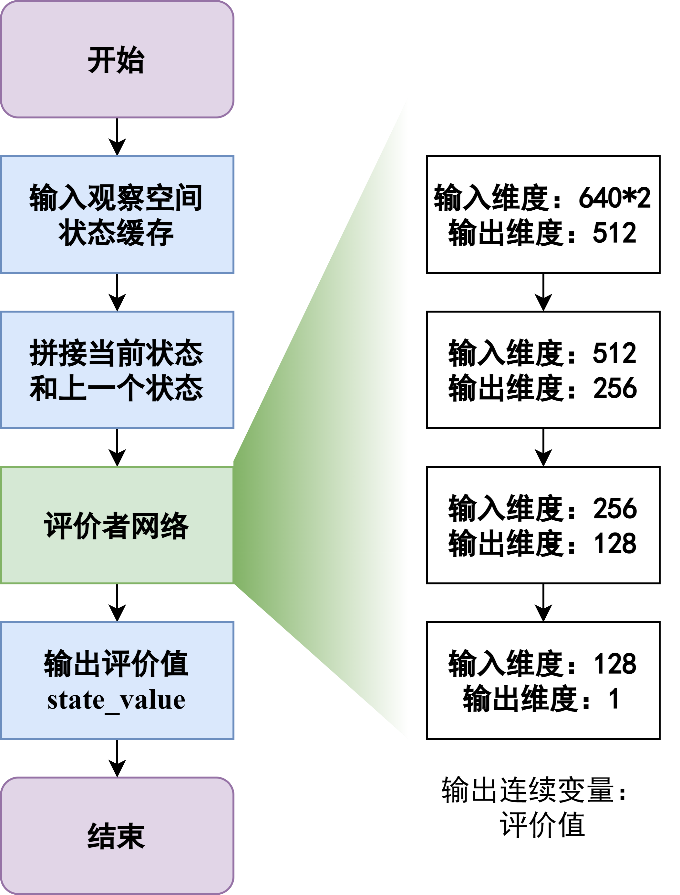 开始
输入观察空间
状态缓存
拼接当前状态
和上一个状态
评价者网络
输出评价值
state_value
结束
输入维度：640*2
输出维度：512
输入维度：512
输出维度：256
输入维度：256
输出维度：128
输入维度：128
输出维度：1
输出连续变量：
评价值